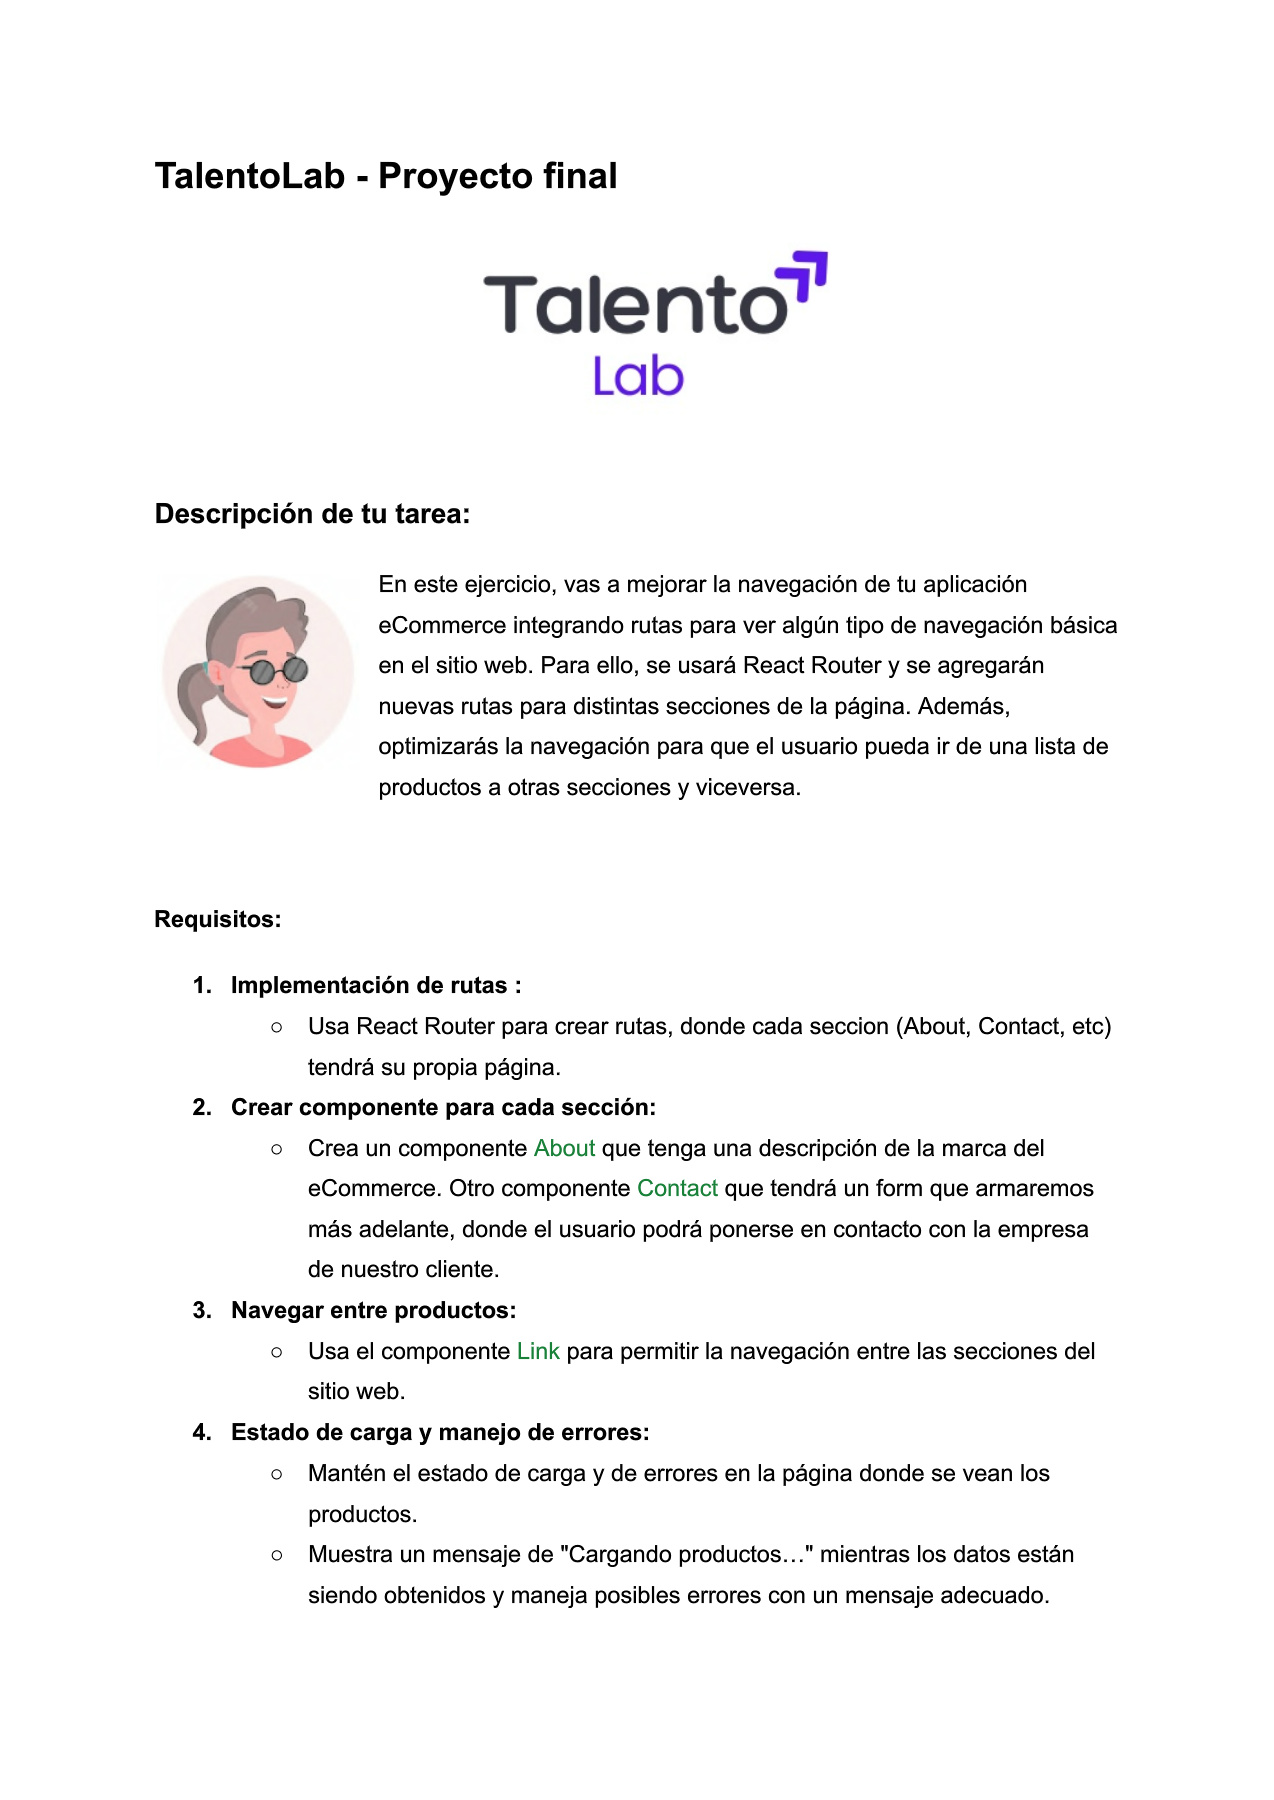 TalentoLab - Proyecto final
Talento
Lab
Descripción de tu tarea:
En este ejercicio, vas a mejorar la navegación de tu aplicación
eCommerce integrando rutas para ver algún tipo de navegación básica
en el sitio web. Para ello, se usará React Router y se agregarán
nuevas rutas para distintas secciones de la página. Además,
optimizarás la navegación para que el usuario pueda ir de una lista de
productos a otras secciones y viceversa.
Requisitos:
1. Implementación de rutas :
○ Usa React Router para crear rutas, donde cada seccion (About, Contact, etc)
tendrá su propia página.
2. Crear componente para cada sección:
○ Crea un componente About que tenga una descripción de la marca del
eCommerce. Otro componente Contact que tendrá un form que armaremos
más adelante, donde el usuario podrá ponerse en contacto con la empresa
de nuestro cliente.
3. Navegar entre productos:
○ Usa el componente Link para permitir la navegación entre las secciones del
sitio web.
4. Estado de carga y manejo de errores:
○ Mantén el estado de carga y de errores en la página donde se vean los
productos.
○ Muestra un mensaje de "Cargando productos…" mientras los datos están
siendo obtenidos y maneja posibles errores con un mensaje adecuado.